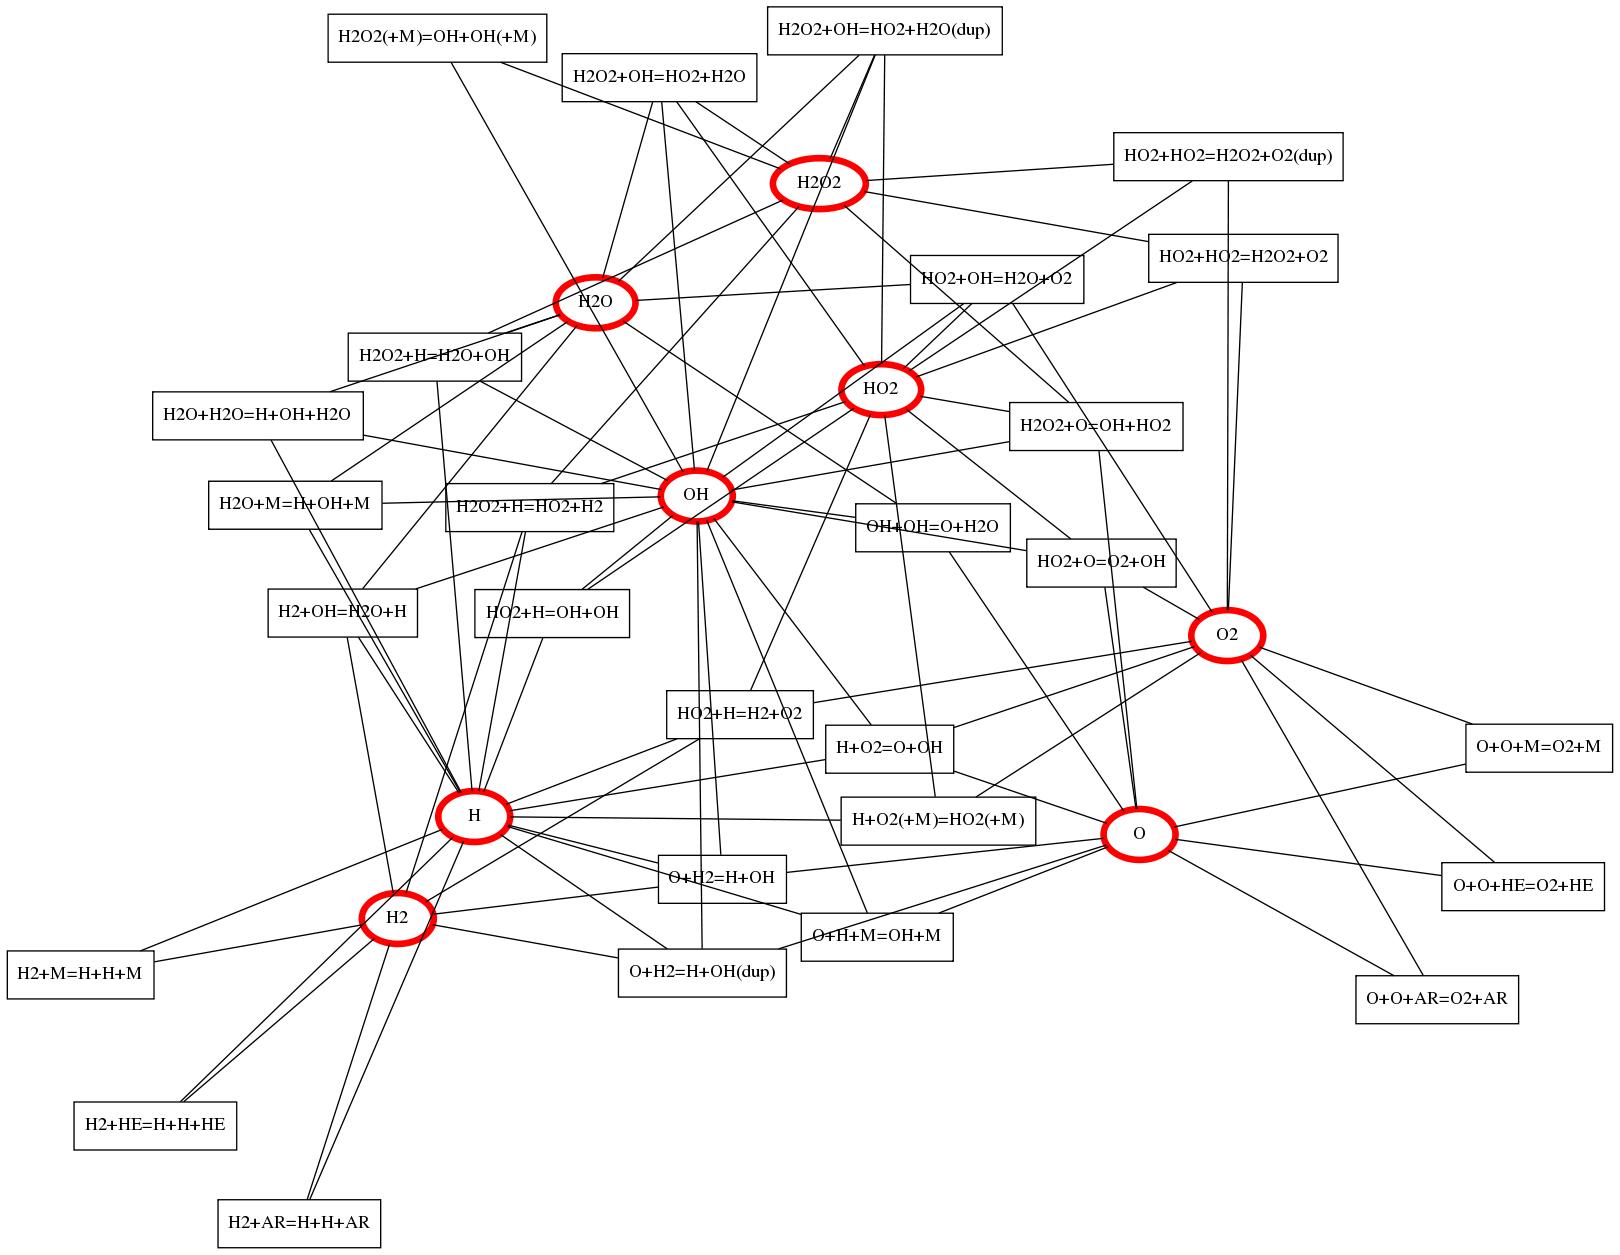 H2O2+OH=HO2+H2O(dup)
H2O2(+M)=OH+OH(+M)
H2O2+OH=HO2+H2O
HO2+HO2=H2O2+O2(dup)
H2O2
HO2+HO2=H2O2+O2
HO2+OH=H2O+O2
H2O
H2O2+H=H2O+OH
HO2
H2O+H2O=H+OH+H2O
H2O2+O=OH+HO2
OH
H2O+M=H+OH+M
H2O2+H=HO2+H2
OH+OH=O+H2O
HO2+O=O2+OH
H2+OH=H2O+H
HO2+H=OH+OH
O2
HO2+H=H2+O2
H+O2=O+OH
O+O+M=O2+M
H
H+O2(+M)=HO2(+M)
O
O+H2=H+OH
O+O+HE=O2+HE
H2
O+H+M=OH+M
H2+M=H+H+M
O+H2=H+OH(dup)
O+O+AR=O2+AR
H2+HE=H+H+HE
H2+AR=H+H+AR